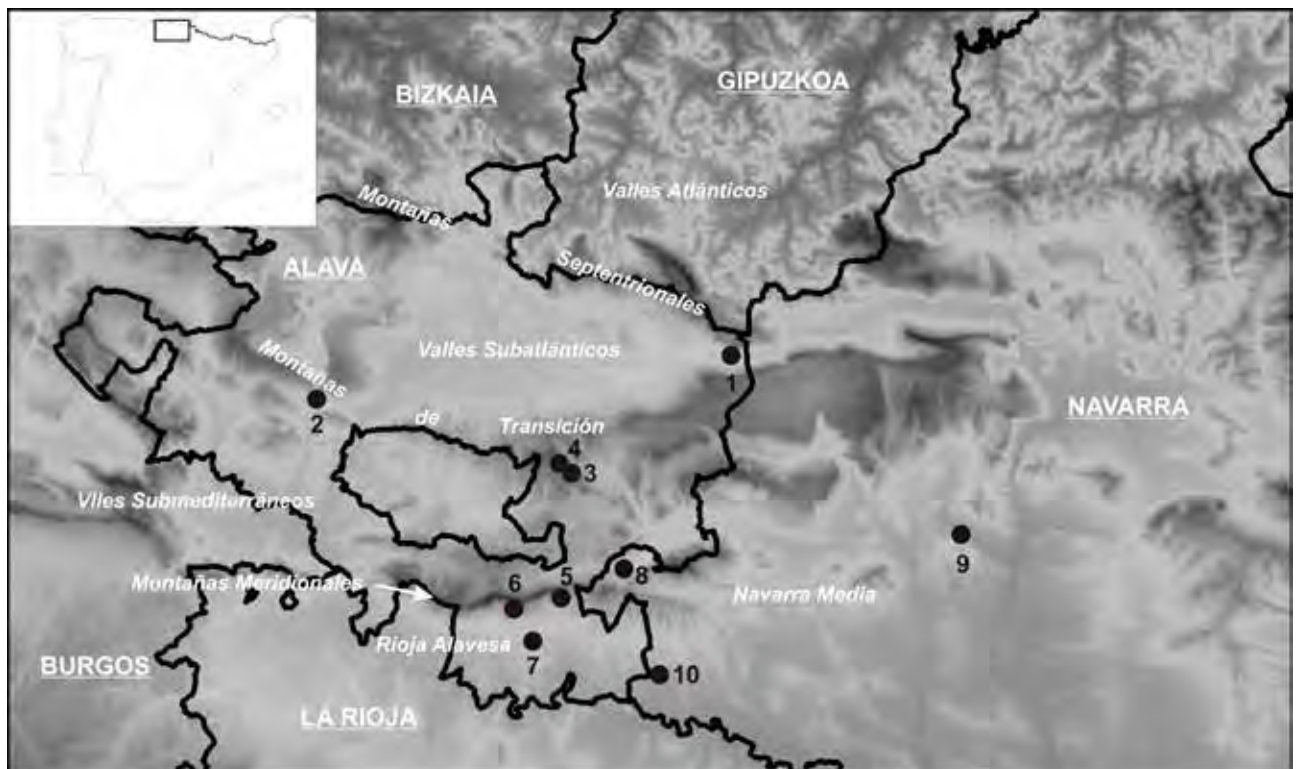 BIZKAIA
GIPUZKOA
Valles Atlánticos
Montañas
ALAVA
Septentrionales
Valles Subatlánticos
1
Montañas
2
de
Transición
NAVARRA
4
3
Vlles Submediterráneos
9
Montañas Meridionales
6
5
8
Navarra Media
Rioja Alavesa
7
BURGOS
10
LA RIOJA